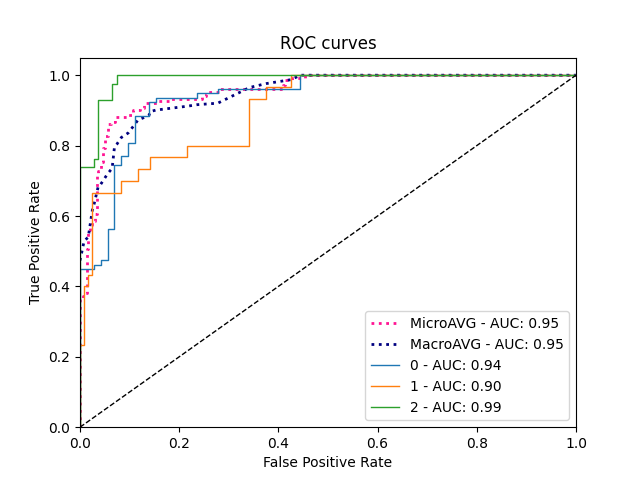 ROC curves
1.0
0.8
0.6
0.4
0.2
0.0
True Positive Rate
MicroAVG - AUC: 0.95
MacroAVG - AUC: 0.95
0 - AUC: 0.94
1 - AUC: 0.90
2 - AUC: 0.99
0.0 0.2 0.4 0.6 0.8 1.0
False Positive Rate